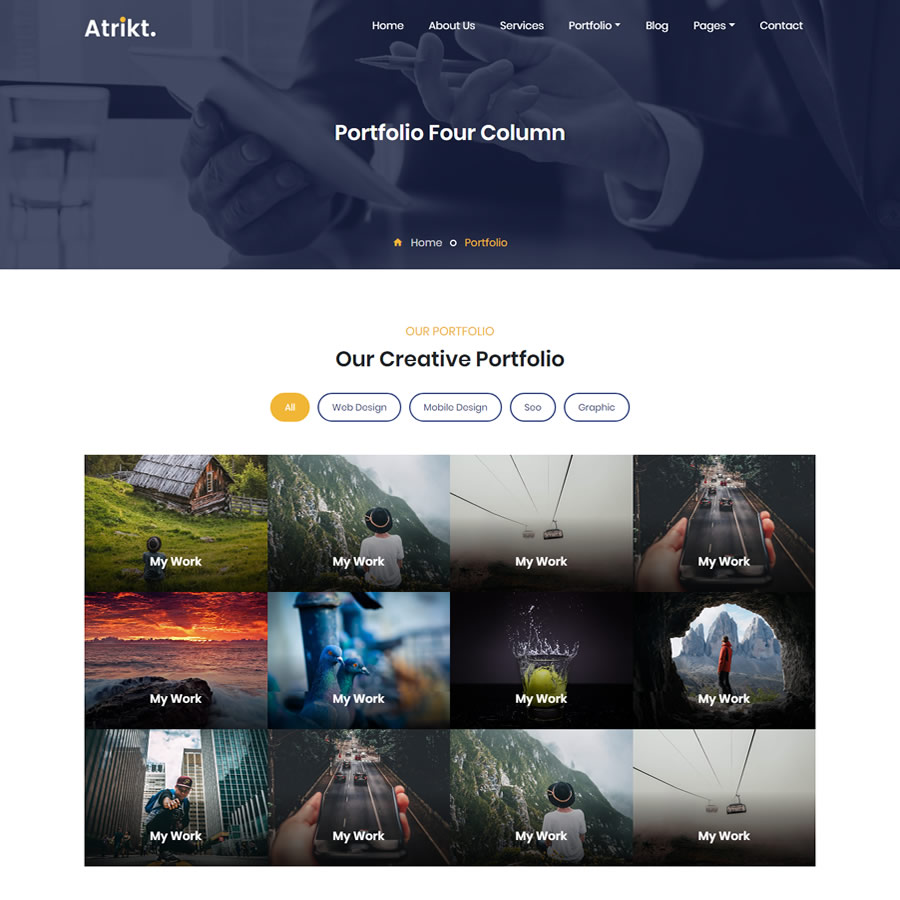 Atrikt.
Home About Us Services Portfolio Blog Pages Contact
Portfolio Four Column
Home Portfolio
OUR PORTFOLIO
Our Creative Portfolio
All Web Design Mobile Design Seo Graphic
My Work My Work My Work My Work
My Work My Work My Work My Work
My Work My Work My Work My Work